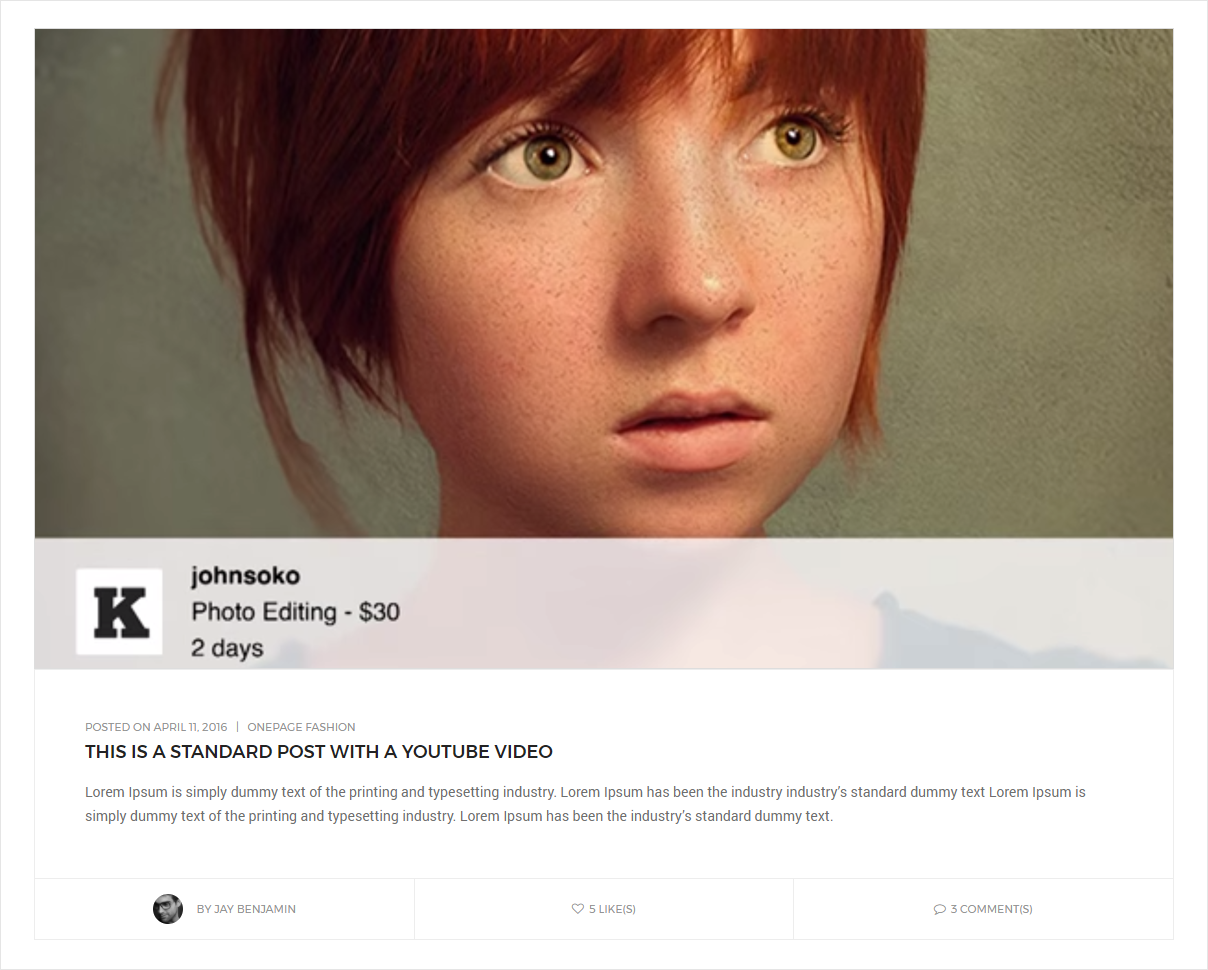 K
johnsoko
Photo Editing - $30
2 days
POSTED ON APRIL 11, 2016 | ONEPAGE FASHION
THIS IS A STANDARD POST WITH A YOUTUBE VIDEO
Lorem Ipsum is simply dummy text of the printing and typesetting industry. Lorem Ipsum has been the industry industry’s standard dummy text Lorem Ipsum is
simply dummy text of the printing and typesetting industry. Lorem Ipsum has been the industry’s standard dummy text.
BY JAY BENJAMIN
5 LIKE(S)
3 COMMENT(S)